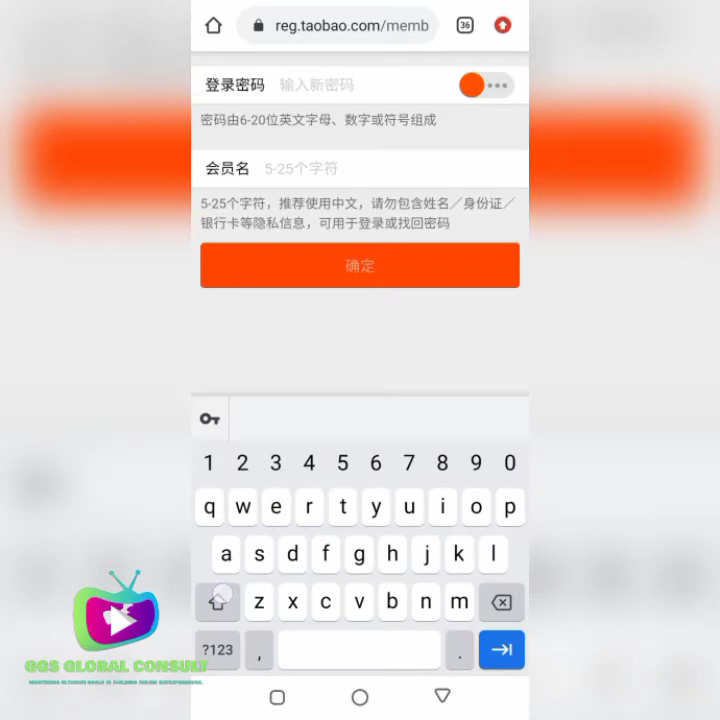 reg.taobao.com/memb
36
登录密码 输入新密码
密码由6-20位英文字母、数字或符号组成
会员名 5-25个字符
5-25个字符，推荐使用中文，请勿包含姓名／身份证／
银行卡等隐私信息，可用于登录或找回密码
确定
1 2 3 4 5 6 7 8 9 0
q w e r t y u i o p
a s d f g h j k l
z x c v b n m
?123 , .
GGS GLOBAL CONSULT